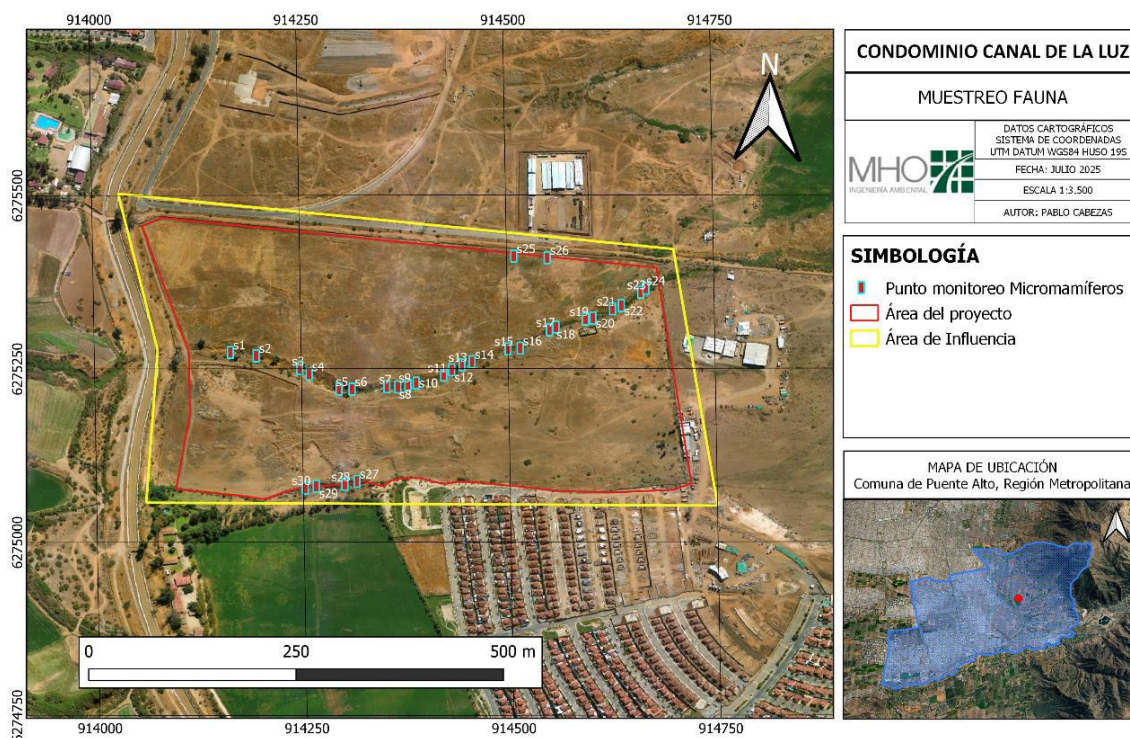 914000
914250
914500
914750
6275500
6275250
6275000
6274750
N
s1
s2
s3
s4
s5
s6
s7
s8
s9
s10
s11
s12
s13
s14
s15
s16
s17
s18
s19
s20
s21
s22
s23
s24
s25
s26
s27
s28
s29
s30
0
250
500 m
914000
914250
914500
914750
CONDOMINIO CANAL DE LA LUZ
MUESTREO FAUNA
MHO
INGENIERÍA AMBIENTAL
DATOS CARTOGRÁFICOS
SISTEMA DE COORDENADAS
UTM DATUM WGS84 HUSO 19S
FECHA: JULIO 2025
ESCALA 1:3.500
AUTOR: PABLO CABEZAS
SIMBOLOGÍA
Punto monitoreo Micromamíferos
Área del proyecto
Área de Influencia
MAPA DE UBICACIÓN
Comuna de Puente Alto, Región Metropolitana